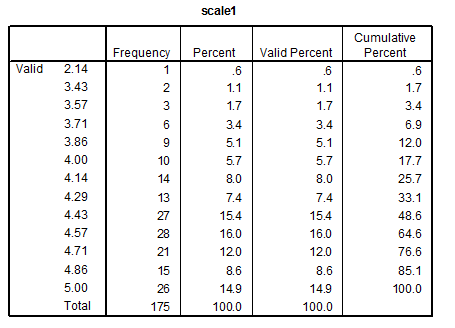 scale1
Frequency Percent Valid Percent Cumulative Percent
Valid 2.14 1 .6 .6 .6
3.43 2 1.1 1.1 1.7
3.57 3 1.7 1.7 3.4
3.71 6 3.4 3.4 6.9
3.86 9 5.1 5.1 12.0
4.00 10 5.7 5.7 17.7
4.14 14 8.0 8.0 25.7
4.29 13 7.4 7.4 33.1
4.43 27 15.4 15.4 48.6
4.57 28 16.0 16.0 64.6
4.71 21 12.0 12.0 76.6
4.86 15 8.6 8.6 85.1
5.00 26 14.9 14.9 100.0
Total 175 100.0 100.0